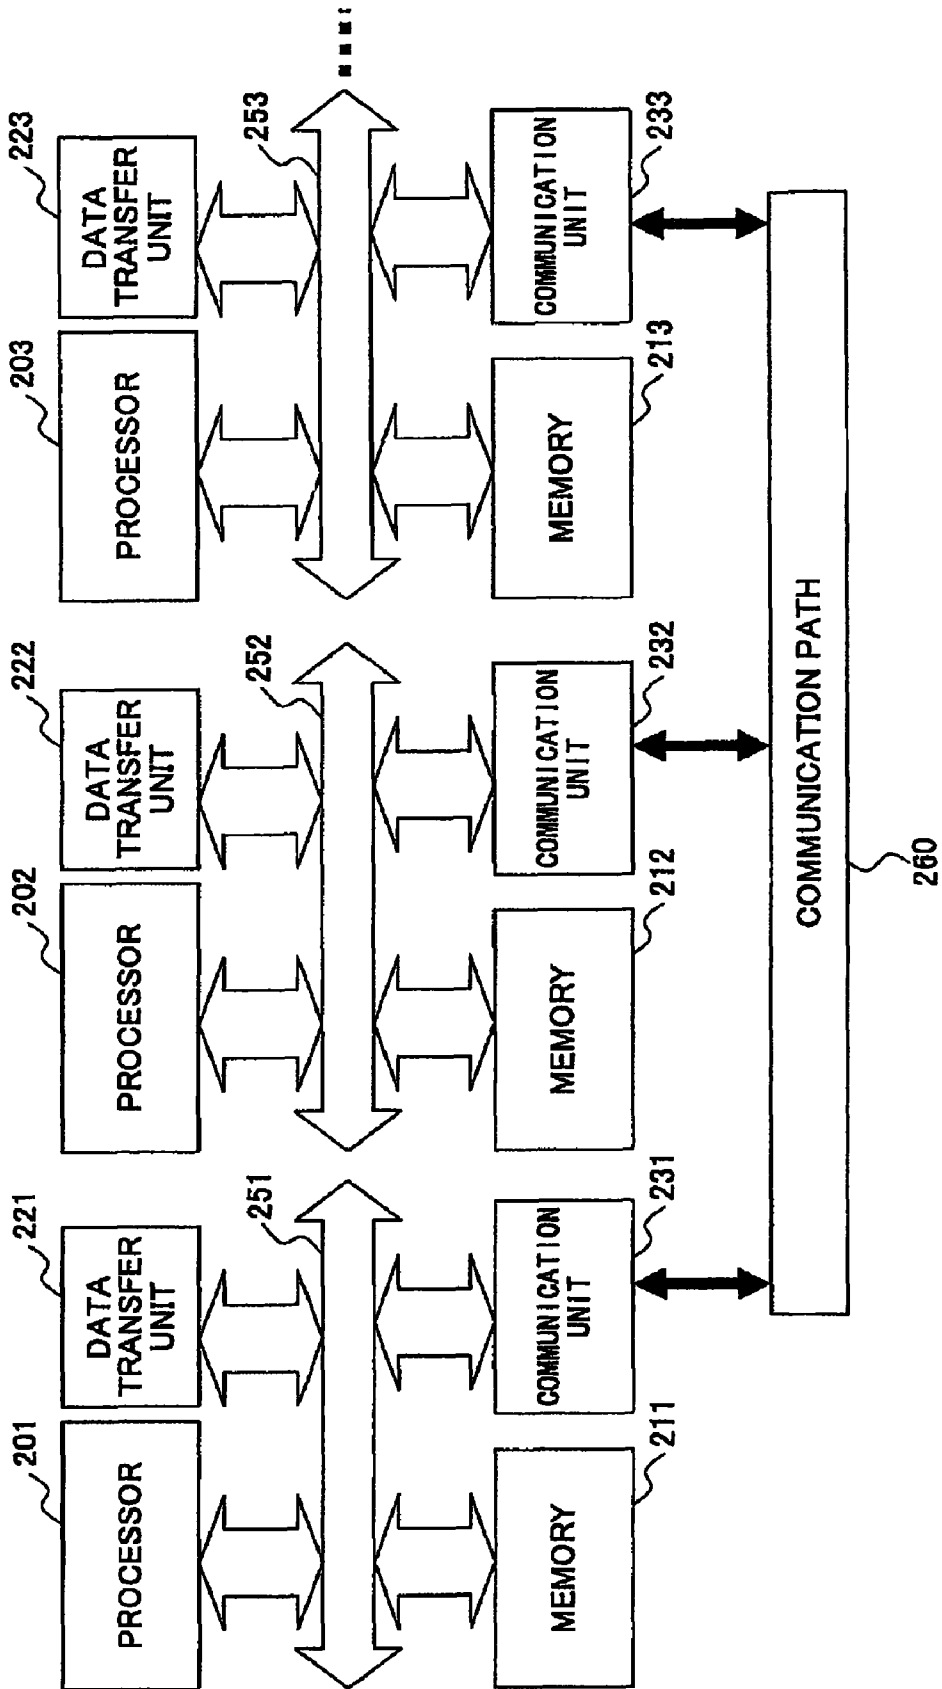 201
221
202
222
203
223
PROCESSOR
DATA
TRANSFER
UNIT
PROCESSOR
DATA
TRANSFER
UNIT
PROCESSOR
DATA
TRANSFER
UNIT
251
252
253
MEMORY
COMMUNICATION
UNIT
MEMORY
COMMUNICATION
UNIT
MEMORY
COMMUNICATION
UNIT
211
231
212
232
213
233
COMMUNICATION PATH
260